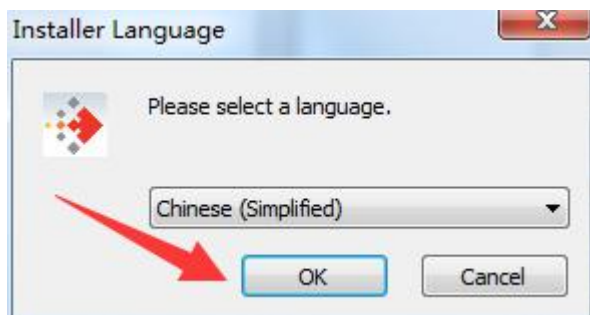 Installer Language
Please select a language.
Chinese (Simplified)
OK
Cancel